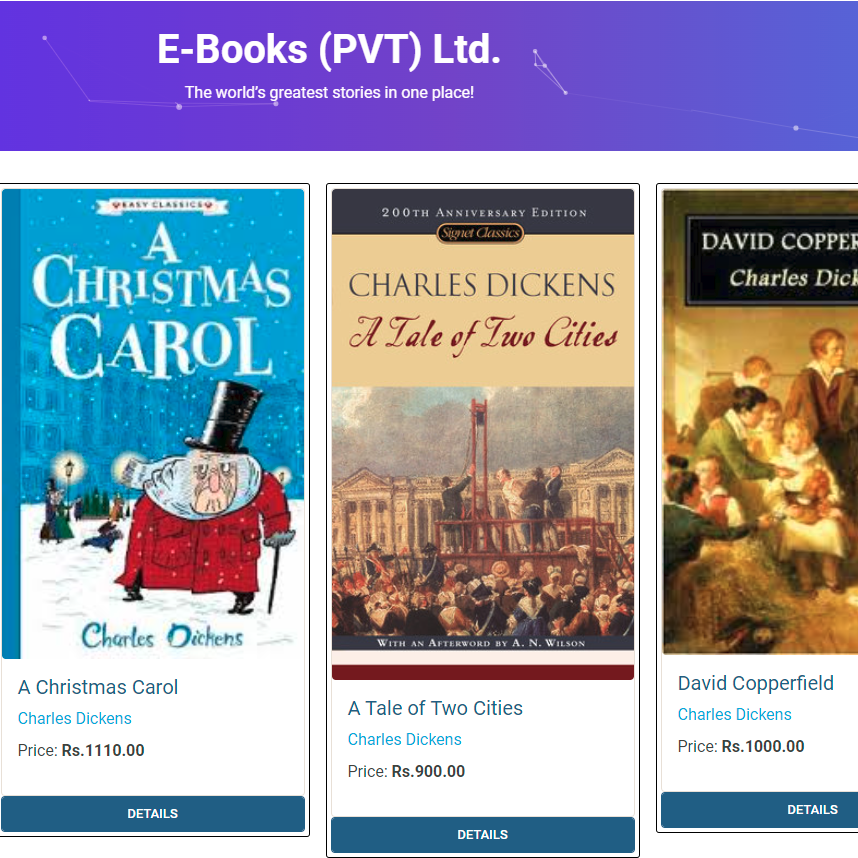 E-Books (PVT) Ltd.
The world's greatest stories in one place!
EASY CLASSICS
A
CHRISTMAS
CAROL
Charles Dickens
A Christmas Carol
Charles Dickens
Price: Rs.1110.00
DETAILS
200TH ANNIVERSARY EDITION
Signet Classics
CHARLES DICKENS
A Tale of Two Cities
WITH AN AFTERWORD BY A. N. WILSON
A Tale of Two Cities
Charles Dickens
Price: Rs.900.00
DETAILS
DAVID COPPER
Charles Dick
David Copperfield
Charles Dickens
Price: Rs.1000.00
DETAILS